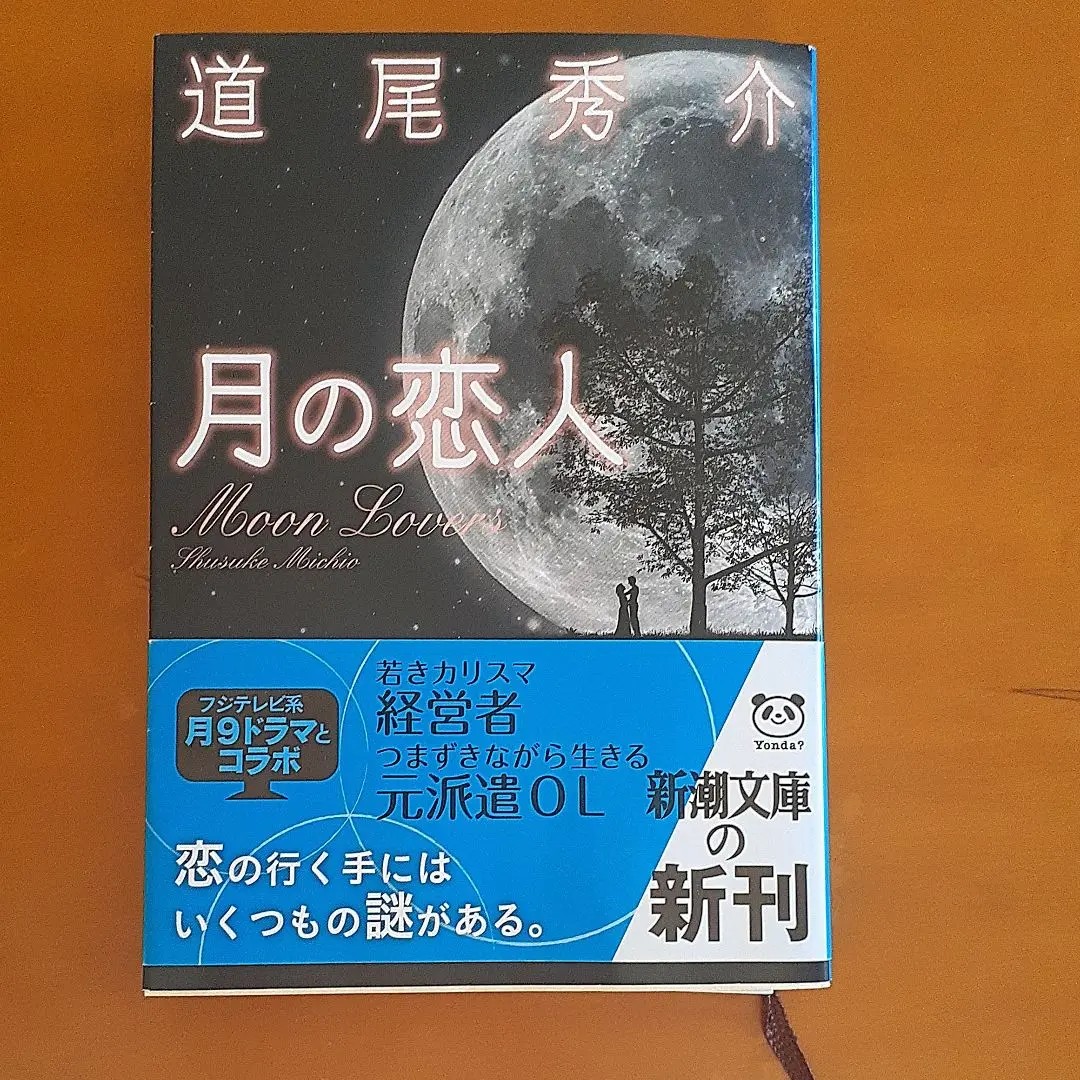 道尾秀介
月の恋人
Moon Lovers
Shusuke Michio
フジテレビ系
月9ドラマと
コラボ
若きカリスマ
経営者
つまずきながら生きる
元派遣OL
恋の行く手には
いくつもの謎がある。
Yonda?
新潮文庫
の
新刊